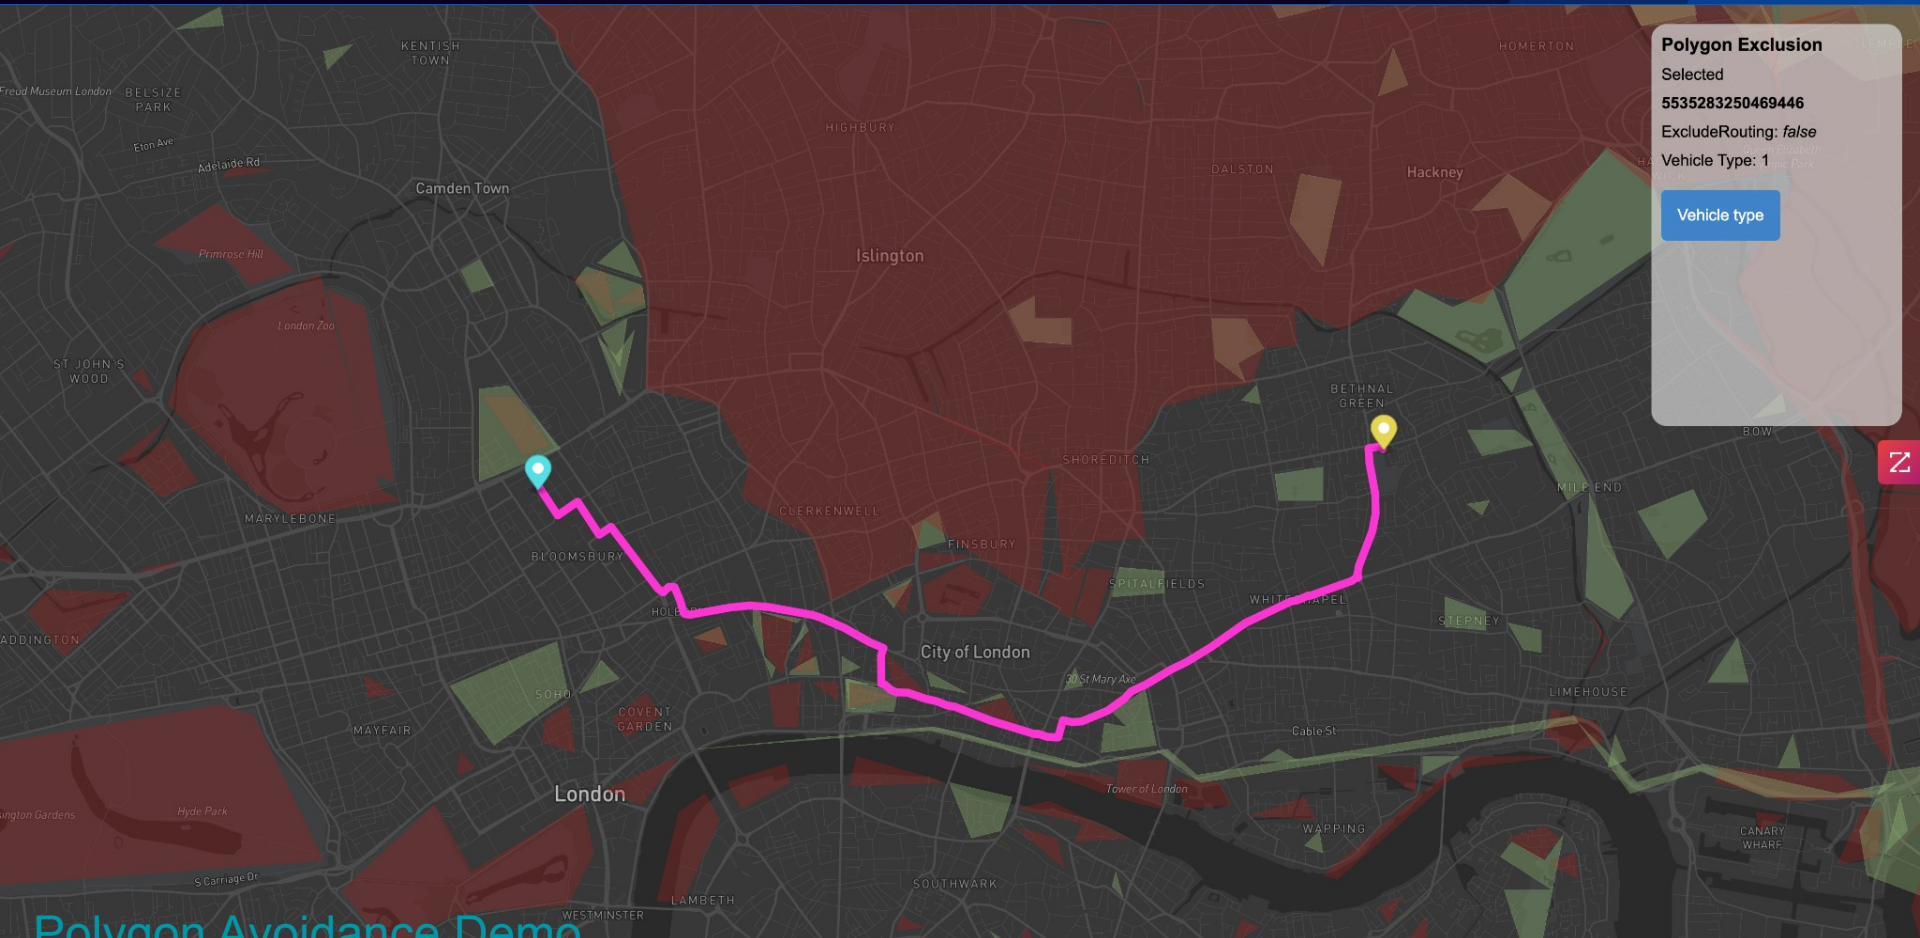 KENTISH
TOWN
HOMERTON
Polygon Exclusion
Selected
5535283250469446
ExcludeRouting: false
Vehicle Type: 1
Vehicle type
Freud Museum London
BELSIZE
PARK
Eton Ave
Adelaide Rd
HIGHBURY
DALSTON
Hackney
Camden Town
Islington
Primrose Hill
London Zoo
ST JOHN'S
WOOD
BETHNAL
GREEN
BOW
SHOREDITCH
MILE END
MARYLEBONE
CLERKENWELL
FINSBURY
BLOOMSBURY
SPITALFIELDS
STEPNEY
ADDINGTON
City of London
30 St Mary Axe
SOHO
LIMEHOUSE
COVENT
GARDEN
MAYFAIR
Cable St
London
Tower of London
Hyde Park
ington Gardens
WAPPING
CANARY
WHARF
S Carriage Dr
SOUTHWARK
LAMBETH
WESTMINSTER
Polygon Avoidance Demo